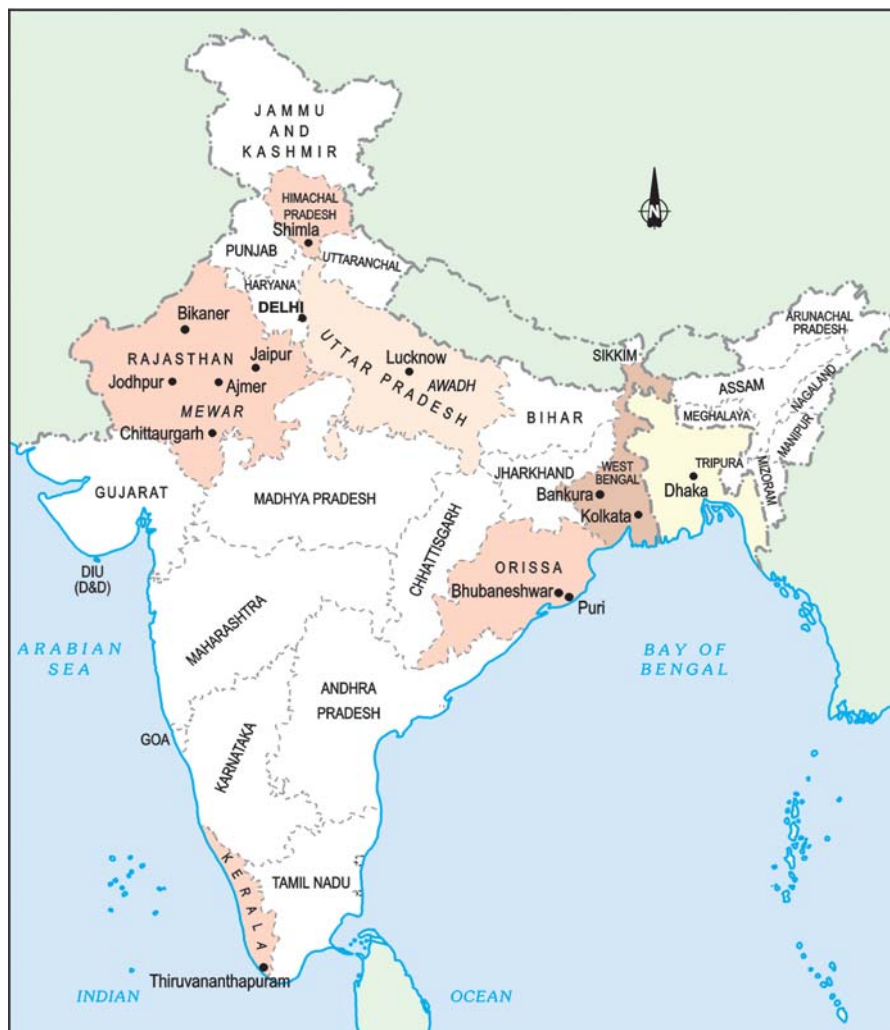 JAMMU
AND
KASHMIR
HIMACHAL
PRADESH
Shimla
PUNJAB
UTTARANCHAL
HARYANA
DELHI
Bikaner
RAJASTHAN
Jaipur
Jodhpur
Ajmer
MEWAR
Chittaurgarh
UTTAR PRADESH
Lucknow
AWADH
SIKKIM
ARUNACHAL
PRADESH
ASSAM
NAGALAND
MEGHALAYA
MANIPUR
BIHAR
TRIPURA
MIZORAM
JHARKHAND
WEST
BENGAL
Bankura
Dhaka
Kolkata
GUJARAT
MADHYA PRADESH
CHHATTISGARH
DIU
(D&D)
ORISSA
Bhubaneshwar
Puri
MAHARASHTRA
ARABIAN
SEA
BAY OF
BENGAL
ANDHRA
PRADESH
GOA
KARNATAKA
KERALA
TAMIL NADU
Thiruvananthapuram
INDIAN
OCEAN
N